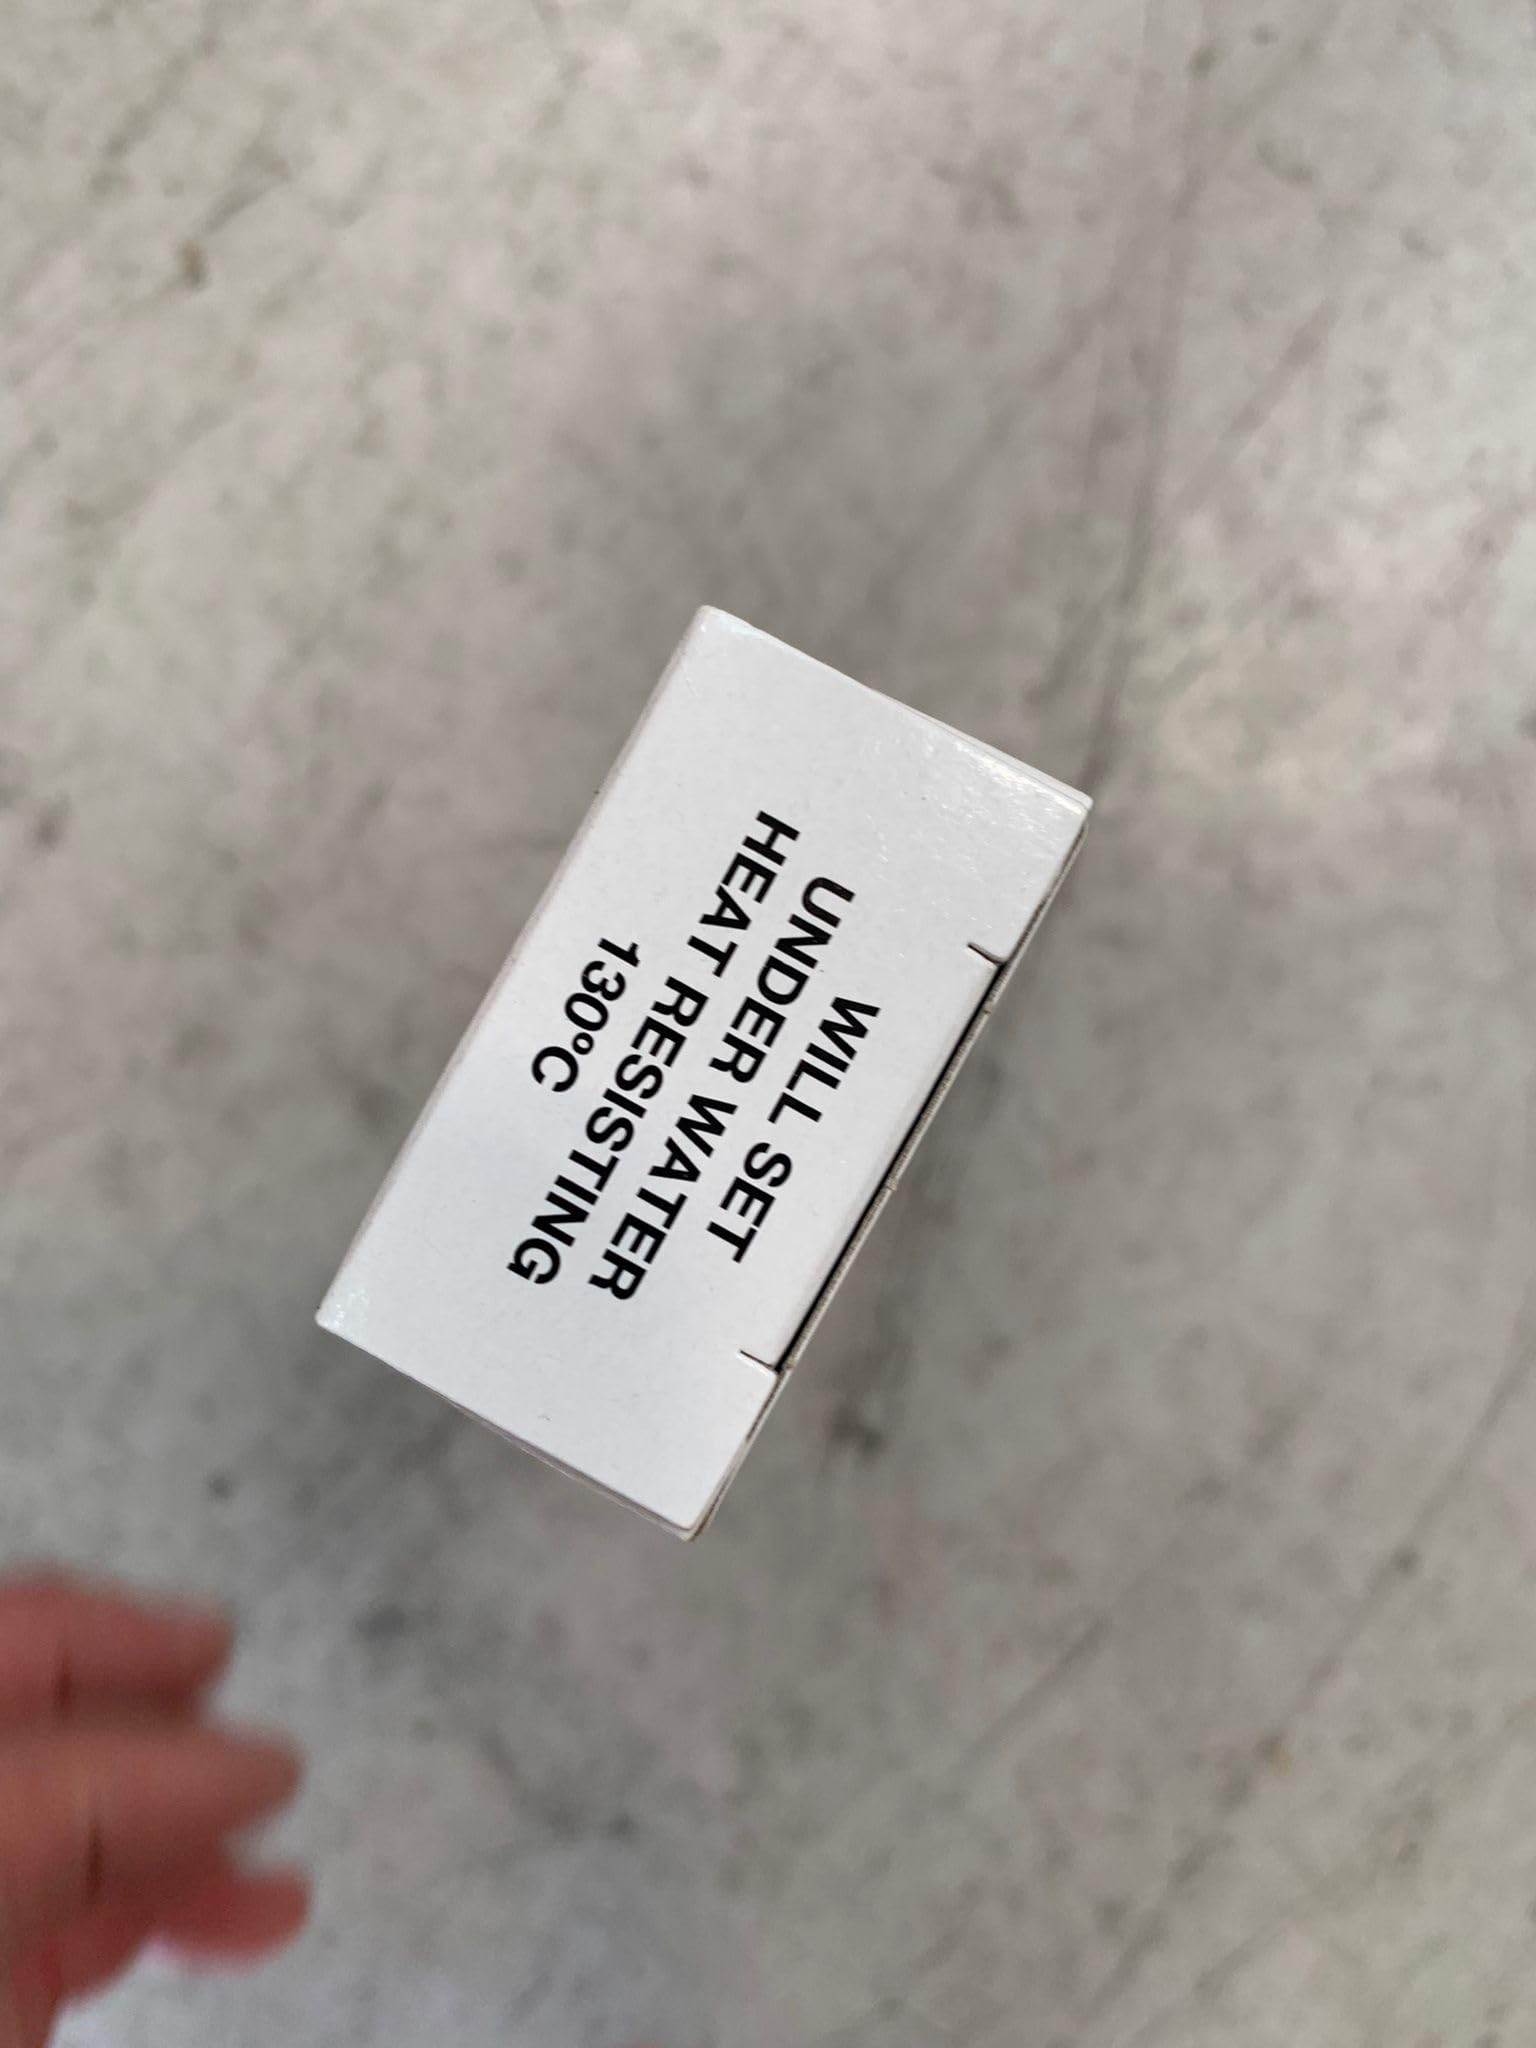 WILL SET
UNDER WATER
HEAT RESISTING
130°C